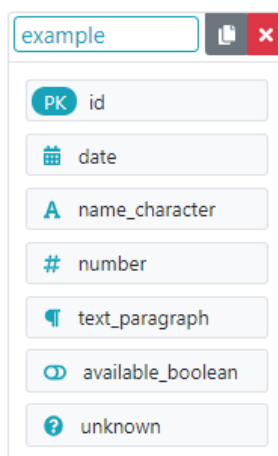 example
PK id
date
A name_character
# number
¶ text_paragraph
available_boolean
? unknown